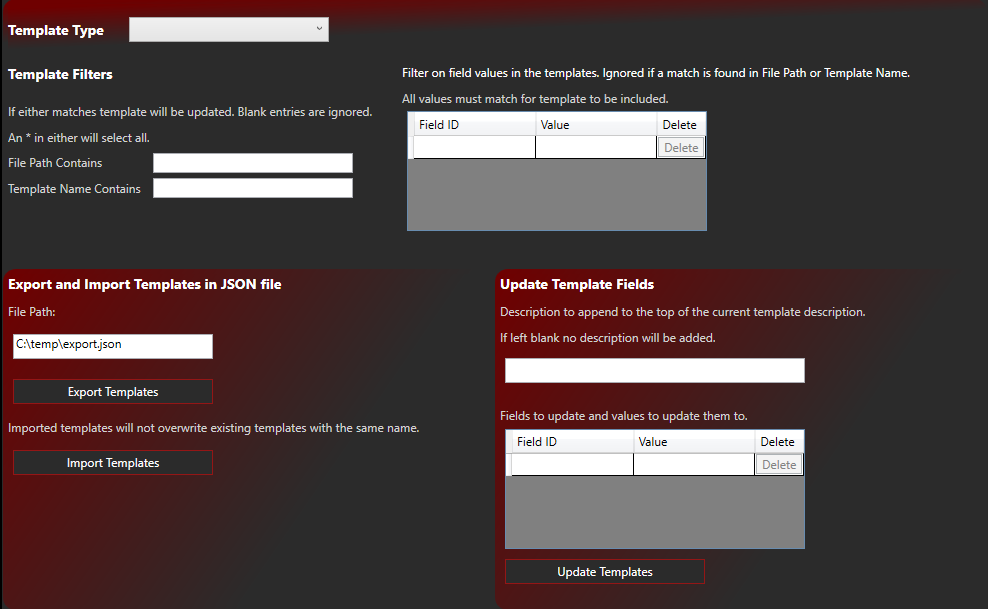 Template Type
Template Filters
If either matches template will be updated. Blank entries are ignored.
An * in either will select all.
File Path Contains
Template Name Contains
Filter on field values in the templates. Ignored if a match is found in File Path or Template Name.
All values must match for template to be included.
Field ID Value Delete
Delete
Export and Import Templates in JSON file
File Path:
C:\temp\export.json
Export Templates
Imported templates will not overwrite existing templates with the same name.
Import Templates
Update Template Fields
Description to append to the top of the current template description.
If left blank no description will be added.
Fields to update and values to update them to.
Field ID Value Delete
Delete
Update Templates